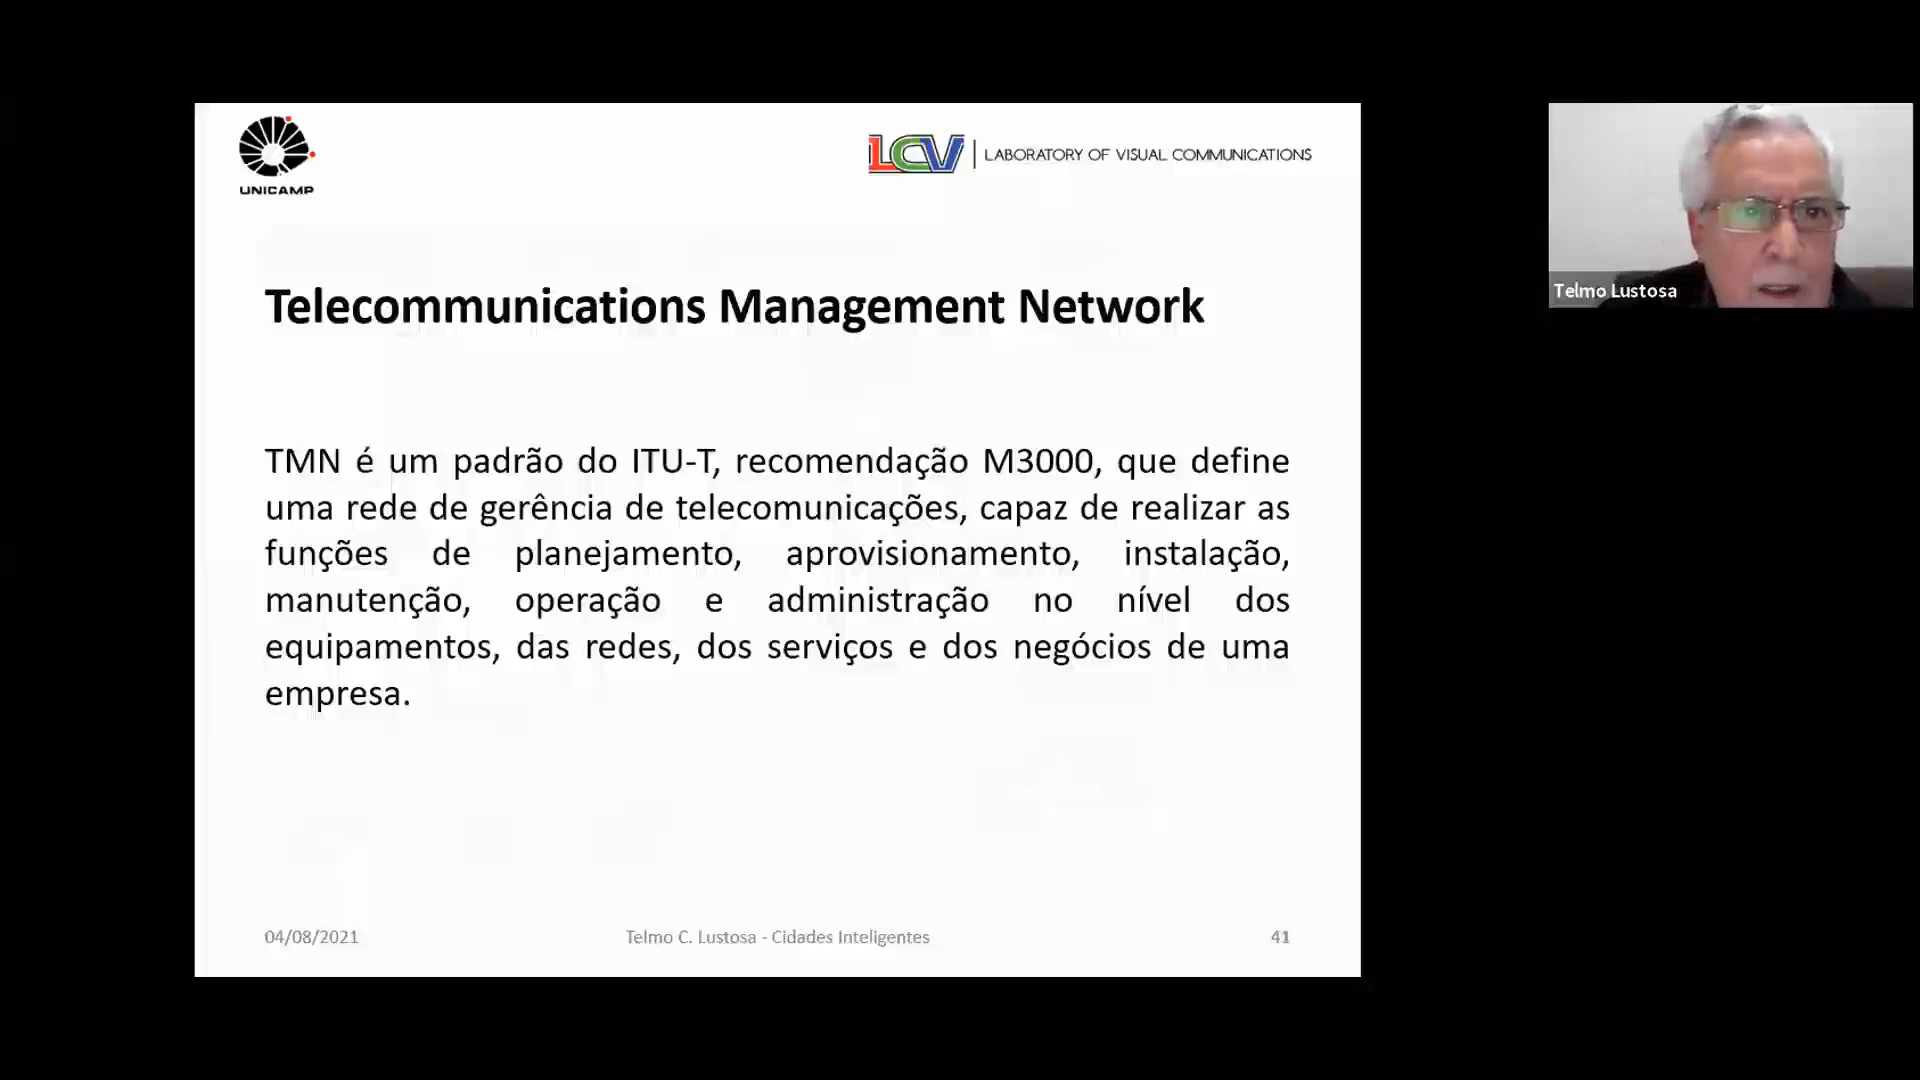 UNICAMP
LCV | LABORATORY OF VISUAL COMMUNICATIONS
Telmo Lustosa
Telecommunications Management Network
TMN é um padrão do ITU-T, recomendação M3000, que define
uma rede de gerência de telecomunicações, capaz de realizar as
funções de planejamento, aprovisionamento, instalação,
manutenção, operação e administração no nível dos
equipamentos, das redes, dos serviços e dos negócios de uma
empresa.
04/08/2021
Telmo C. Lustosa - Cidades Inteligentes
41